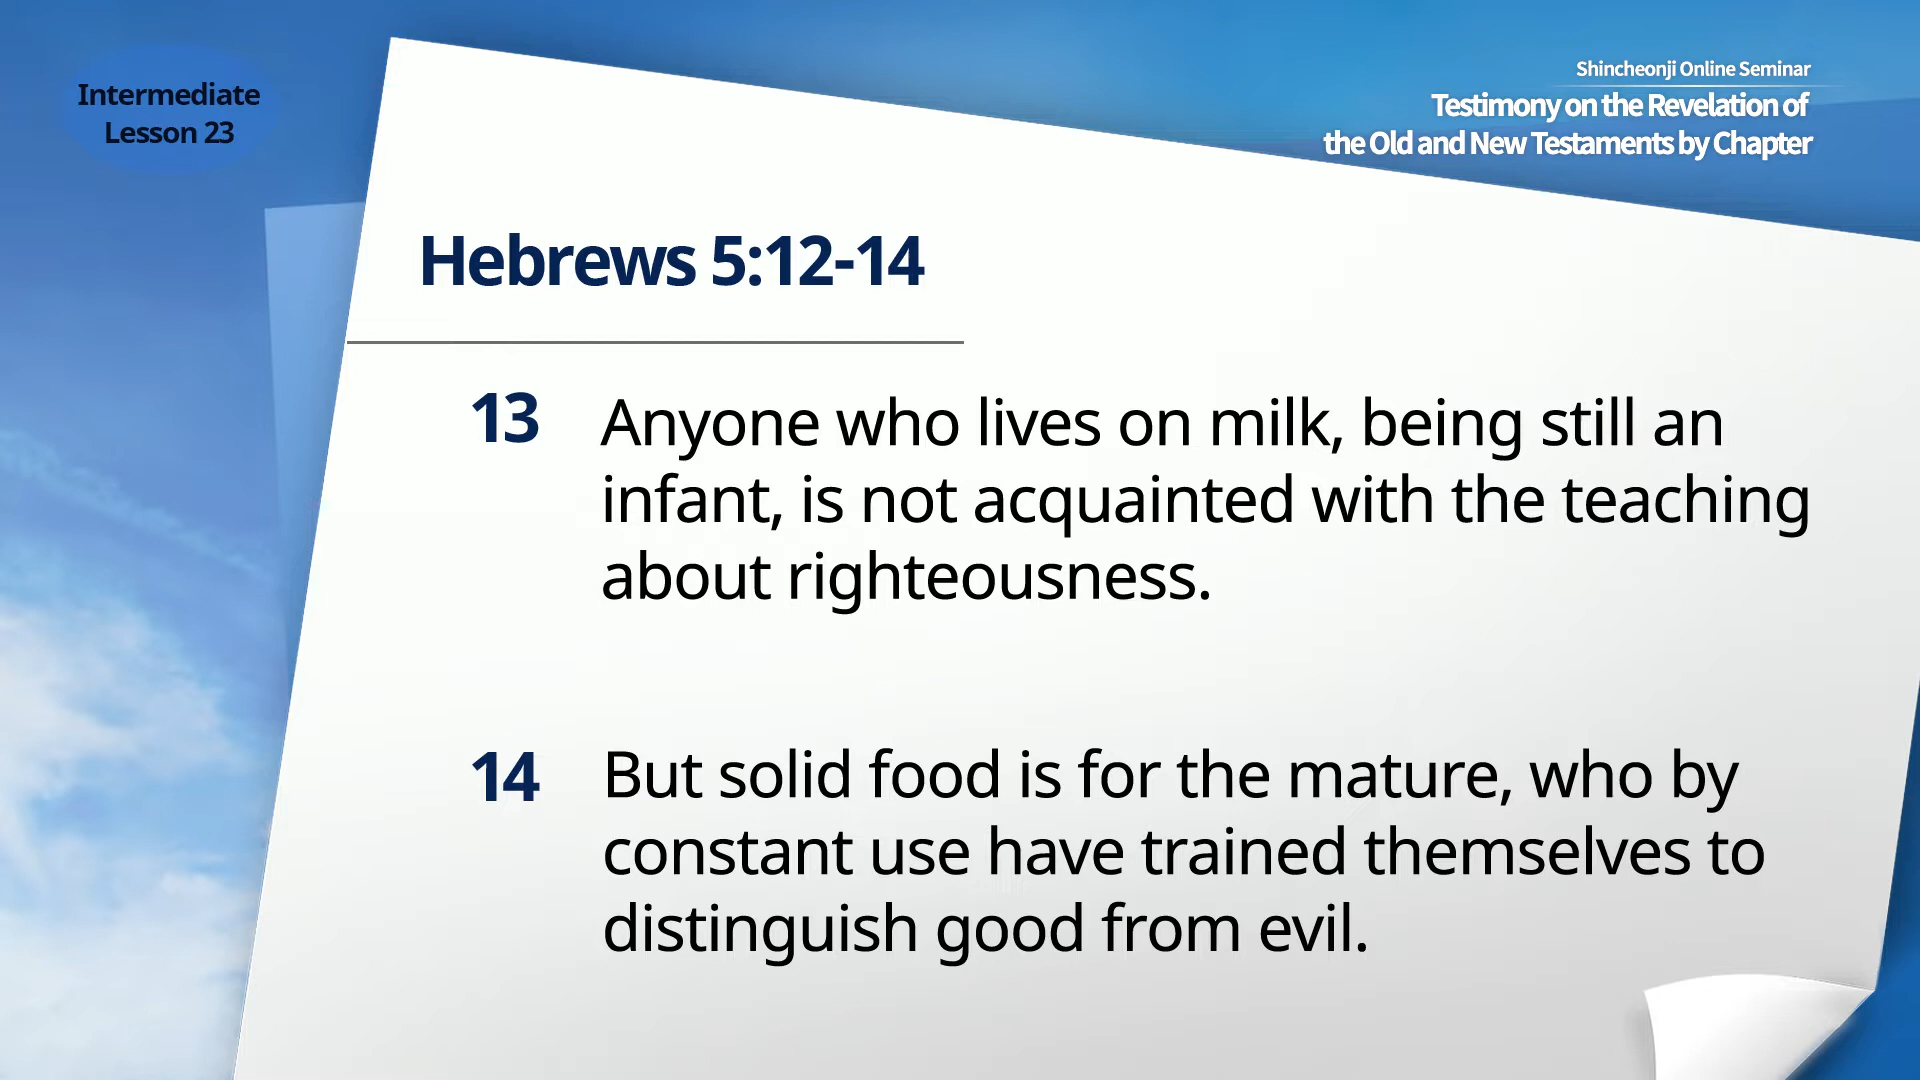 Intermediate
Lesson 23
Shincheonji Online Seminar
Testimony on the Revelation of
the Old and New Testaments by Chapter
Hebrews 5:12-14
13 Anyone who lives on milk, being still an
infant, is not acquainted with the teaching
about righteousness.
14 But solid food is for the mature, who by
constant use have trained themselves to
distinguish good from evil.